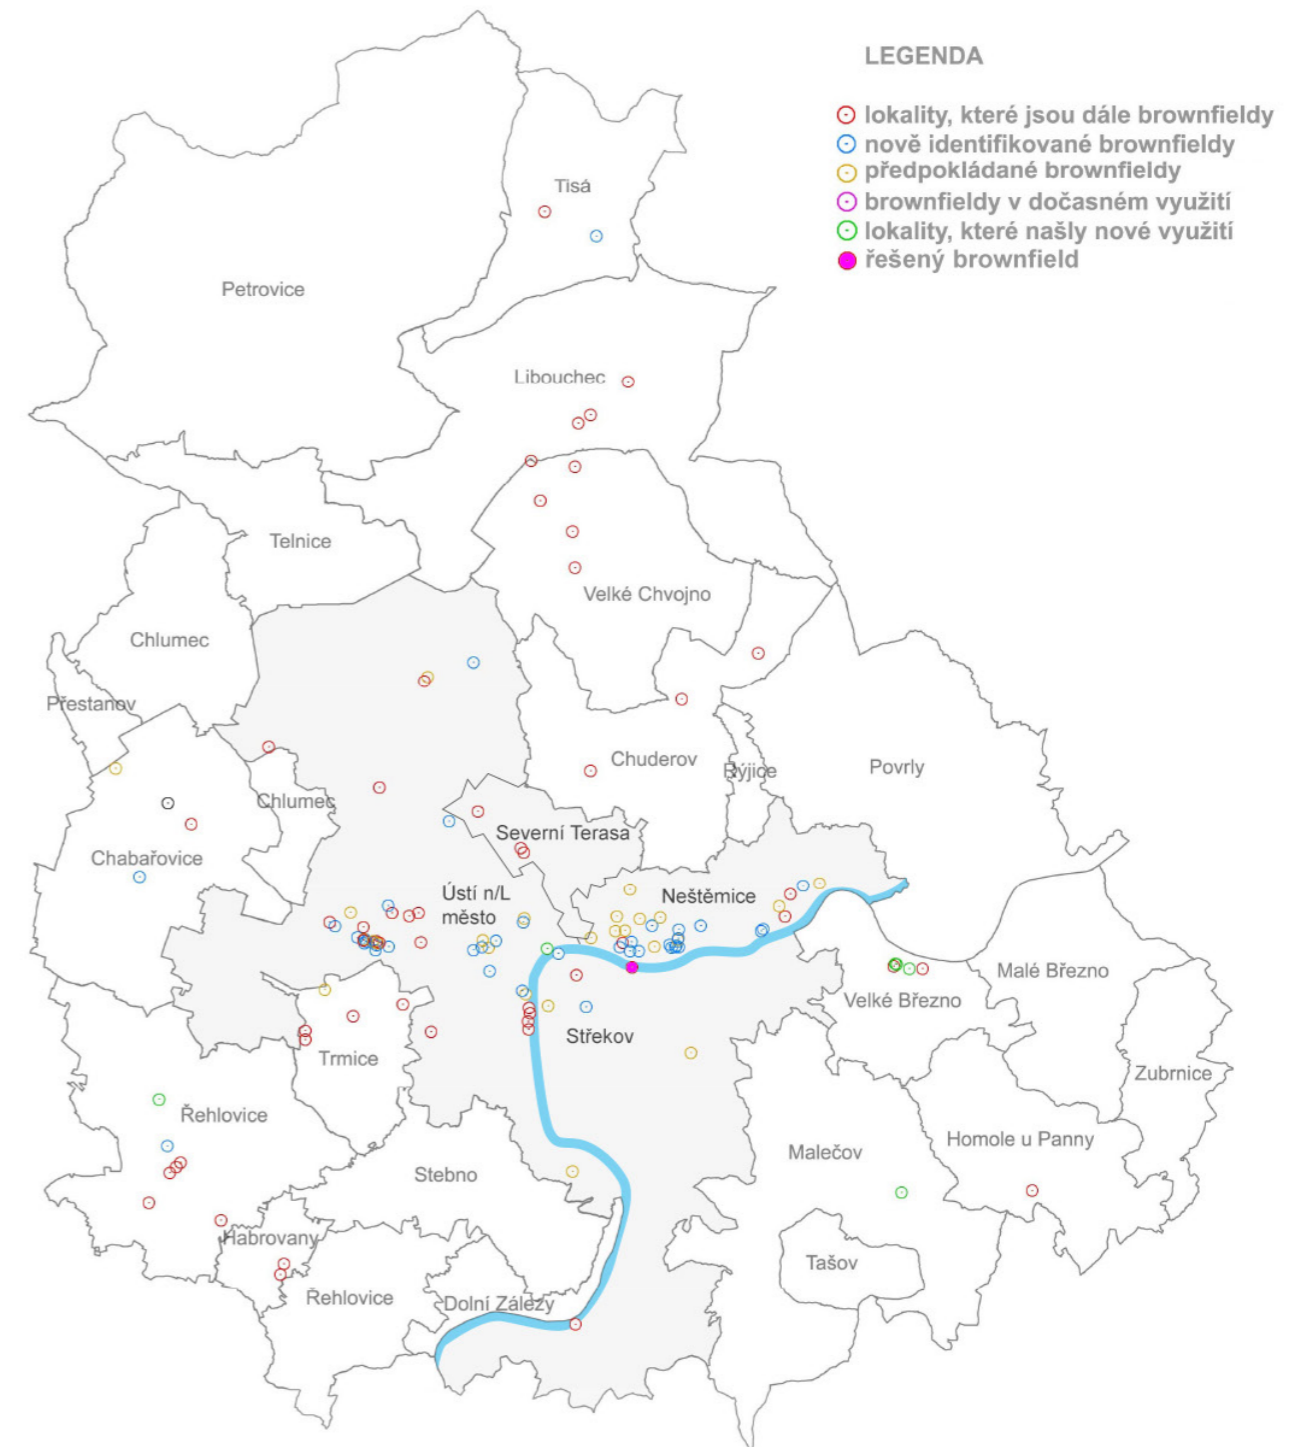 LEGENDA
lokality, které jsou dále brownfieldy
nově identifikované brownfieldy
předpokládané brownfieldy
brownfieldy v dočasném využití
lokality, které našly nové využití
řešený brownfield
Tisá
Petrovice
Libouchec
Telnice
Velké Chvojno
Chlumec
Přestanov
Chuderov
Rýjice
Povrly
Chlumec
Severní Terasa
Chabařovice
Ústí n/L
město
Neštěmice
Malé Březno
Velké Březno
Střekov
Trmice
Zubrnice
Řehlovice
Homole u Panny
Malečov
Stebno
Habrovany
Tašov
Řehlovice
Dolní Zálezy